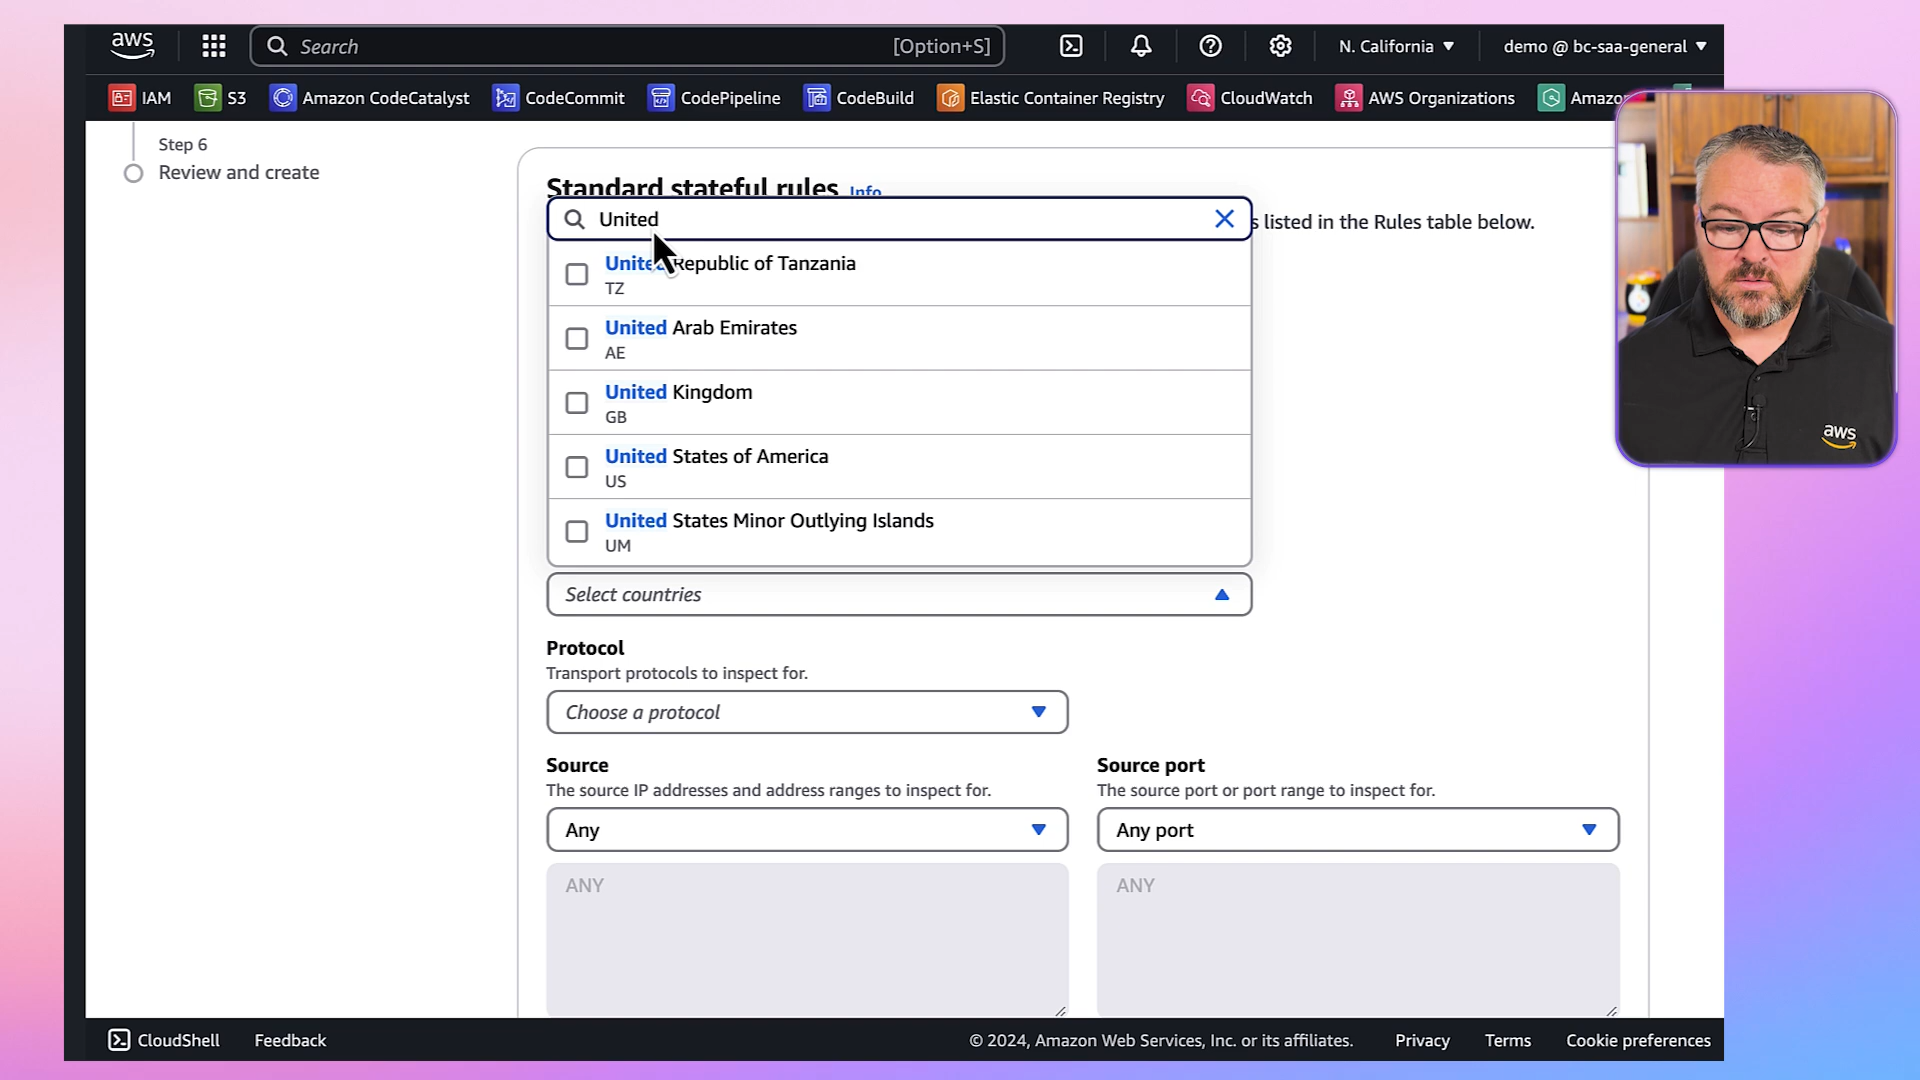 aws
Search
[Option+S]
N. California
demo @ bc-saa-general
IAM
S3
Amazon CodeCatalyst
CodeCommit
CodePipeline
CodeBuild
Elastic Container Registry
CloudWatch
AWS Organizations
Step 6
Review and create
Standard stateful rules Info
United
listed in the Rules table below.
United Republic of Tanzania
TZ
United Arab Emirates
AE
United Kingdom
GB
United States of America
US
United States Minor Outlying Islands
UM
Select countries
Protocol
Transport protocols to inspect for.
Choose a protocol
Source
The source IP addresses and address ranges to inspect for.
Any
ANY
Source port
The source port or port range to inspect for.
Any port
ANY
aws
CloudShell
Feedback
© 2024, Amazon Web Services, Inc. or its affiliates.
Privacy
Terms
Cookie preferences